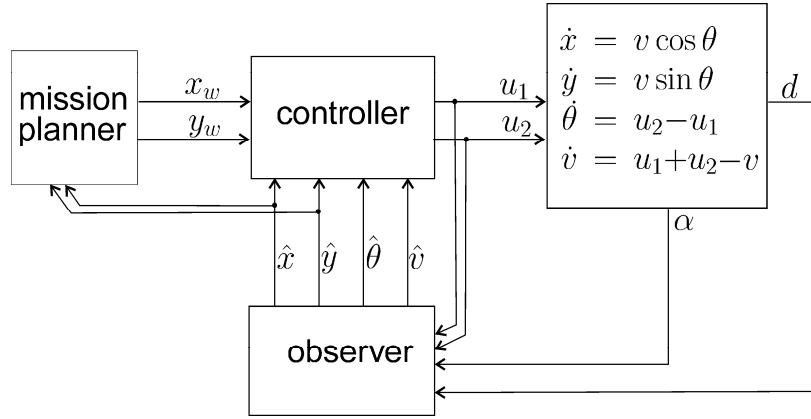 mission
planner
x_w
y_w
controller
u_1
u_2
ẋ = v cos θ
ẏ = v sin θ
θ̇ = u_2−u_1
v̇ = u_1+u_2−v
d
α
x̂
ŷ
θ̂
v̂
observer